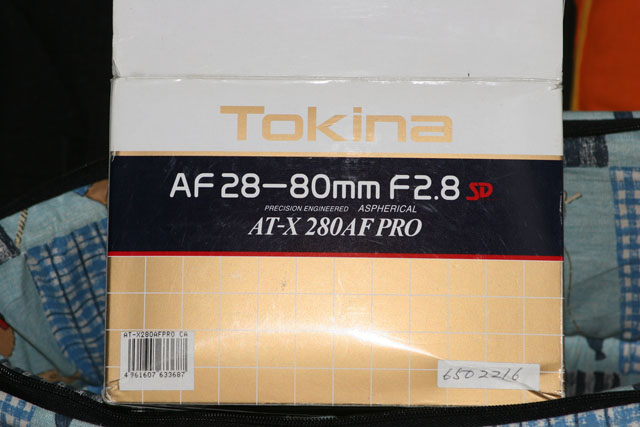 Tokina
AF 28-80mm F2.8 SD
PRECISION ENGINEERED ASPHERICAL
AT-X 280AF PRO
AT-X280AFPRO CA
4 961607 633687
6502216